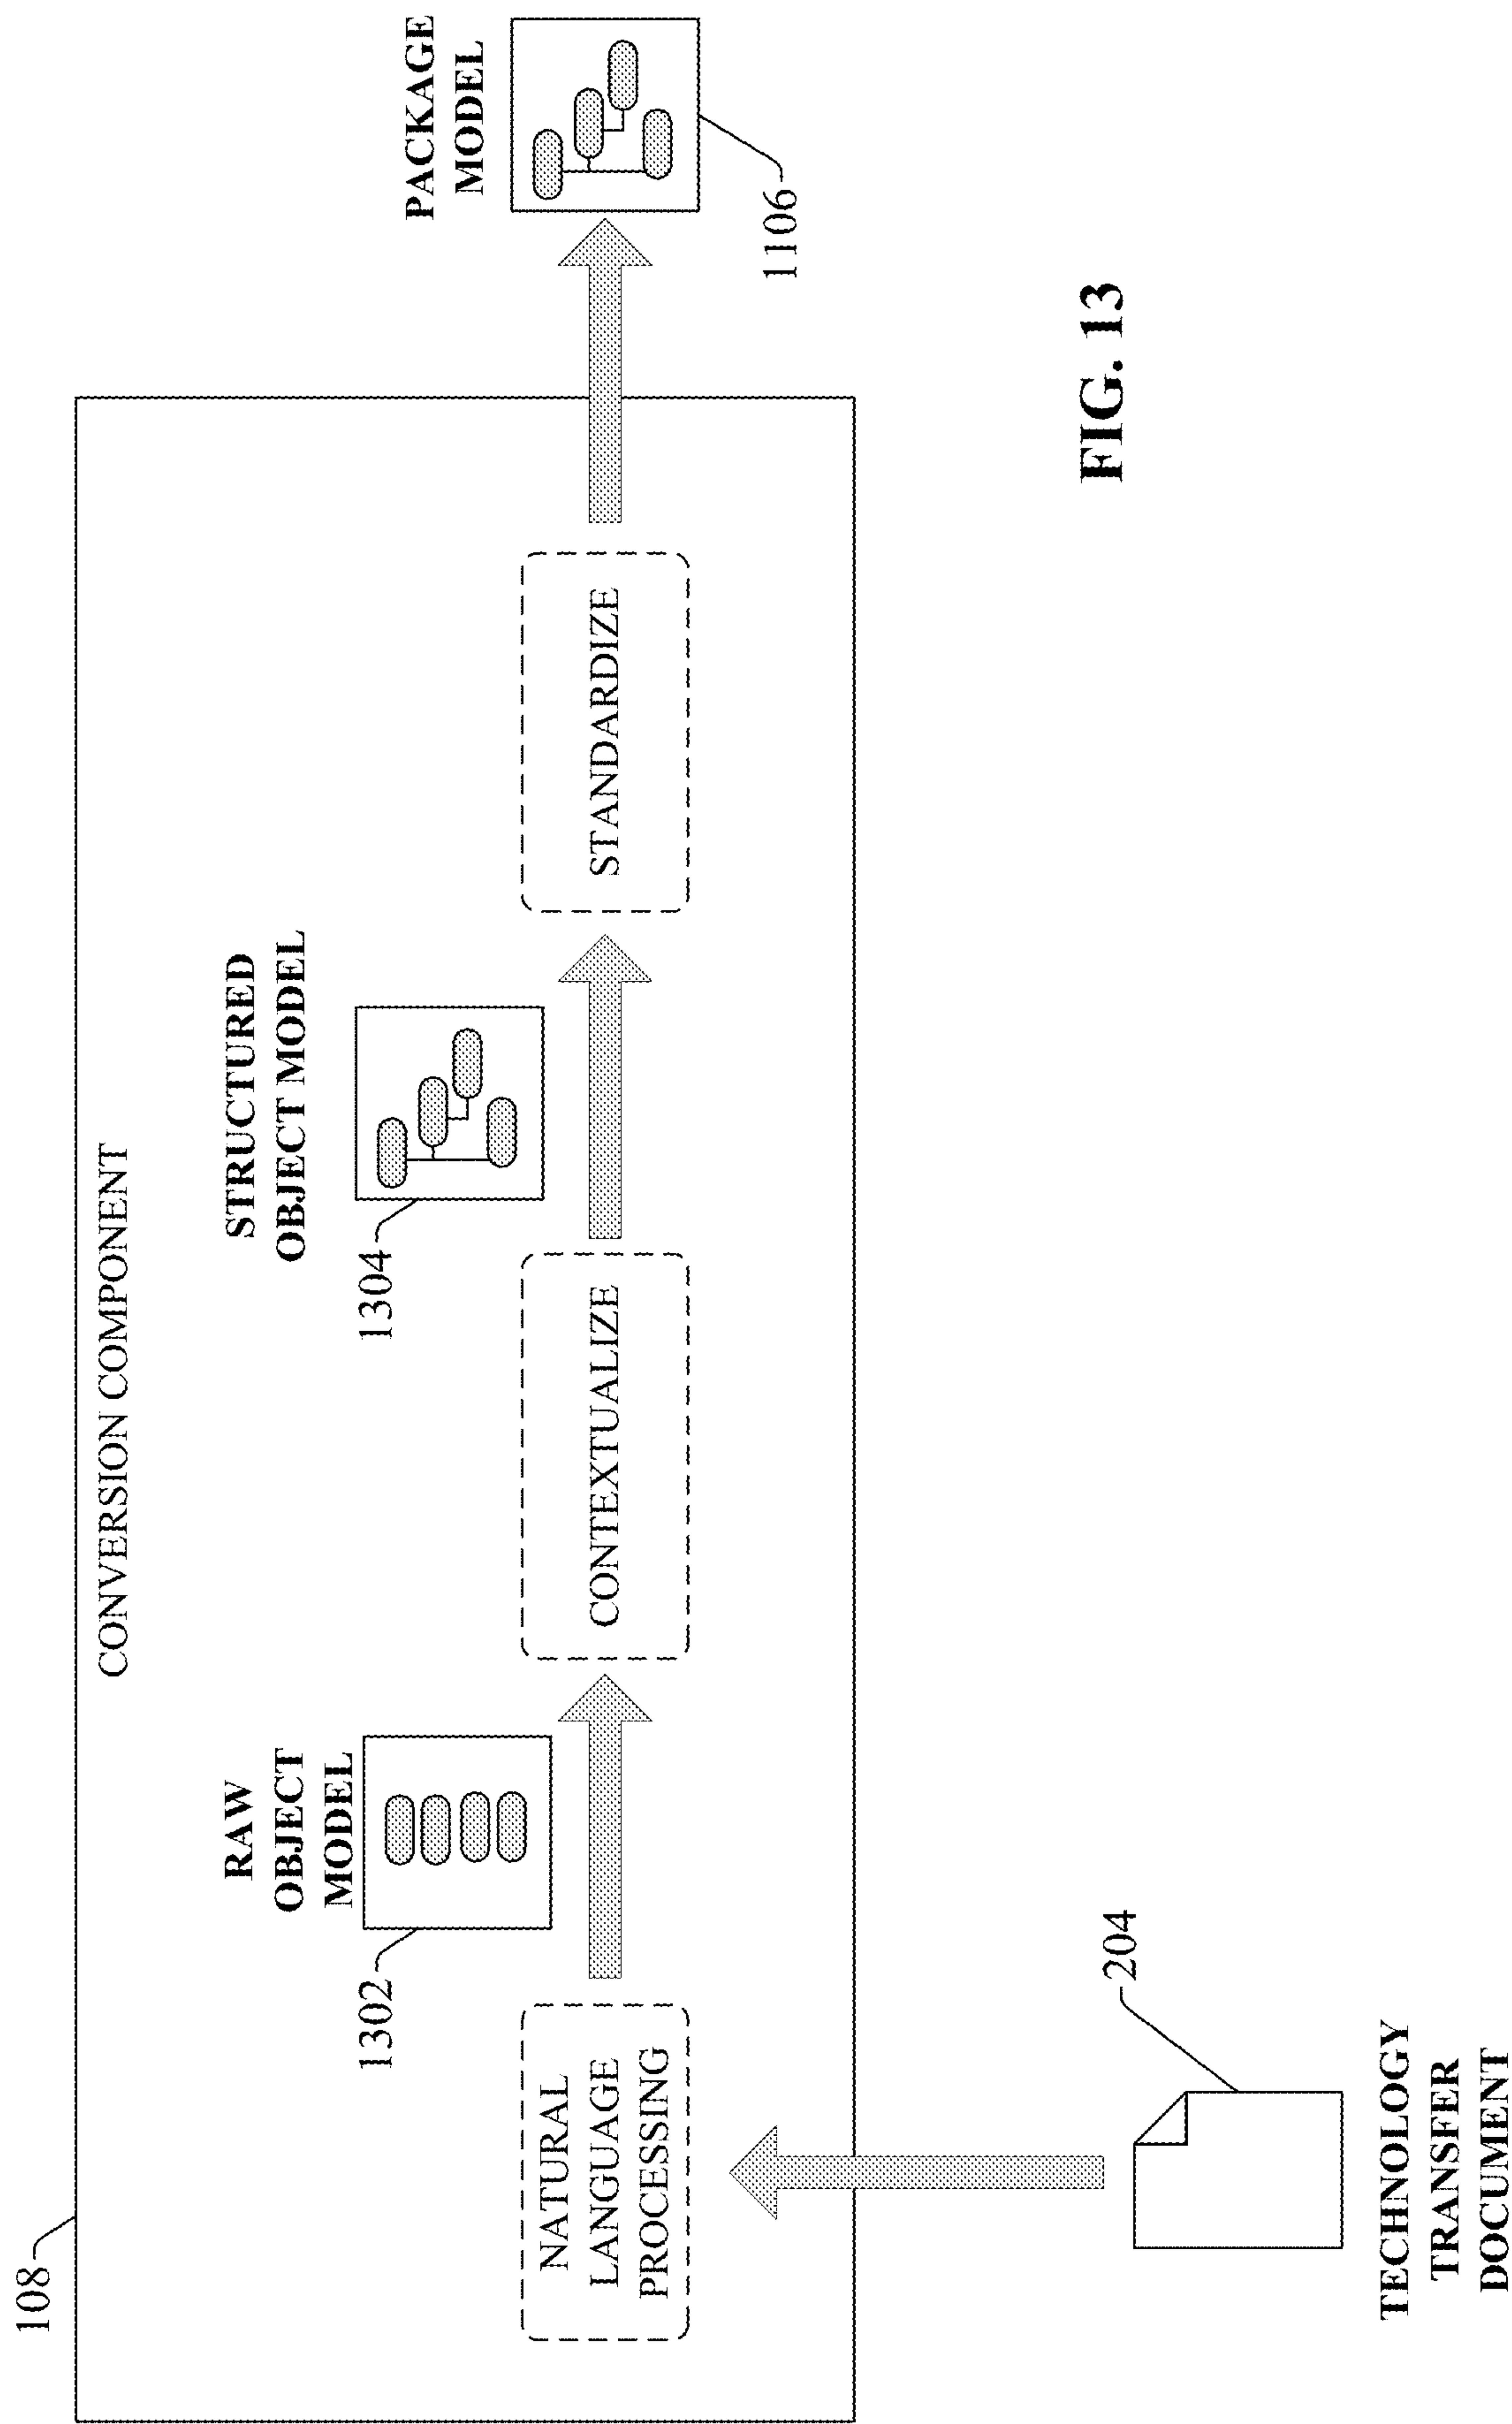 108
CONVERSION COMPONENT
RAW
OBJECT
MODEL
1302
STRUCTURED
OBJECT MODEL
1304
PACKAGE
MODEL
1106
NATURAL
LANGUAGE
PROCESSING
CONTEXTUALIZE
STANDARDIZE
204
TECHNOLOGY
TRANSFER
DOCUMENT
FIG. 13